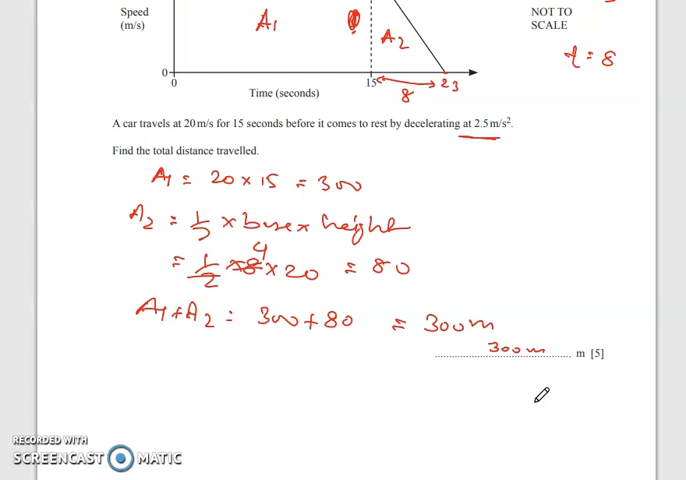 Speed
(m/s)
A1
A2
NOT TO
SCALE
t = 8
0
0
15
8
23
Time (seconds)
A car travels at 20 m/s for 15 seconds before it comes to rest by decelerating at 2.5 m/s².
Find the total distance travelled.
A1 = 20 × 15 = 300
A2 = 1/2 × base × height
= 1/2 × 8 4 × 20 = 80
A1 + A2 = 300 + 80 = 300m
300m
m [5]
RECORDED WITH
SCREENCAST MATIC